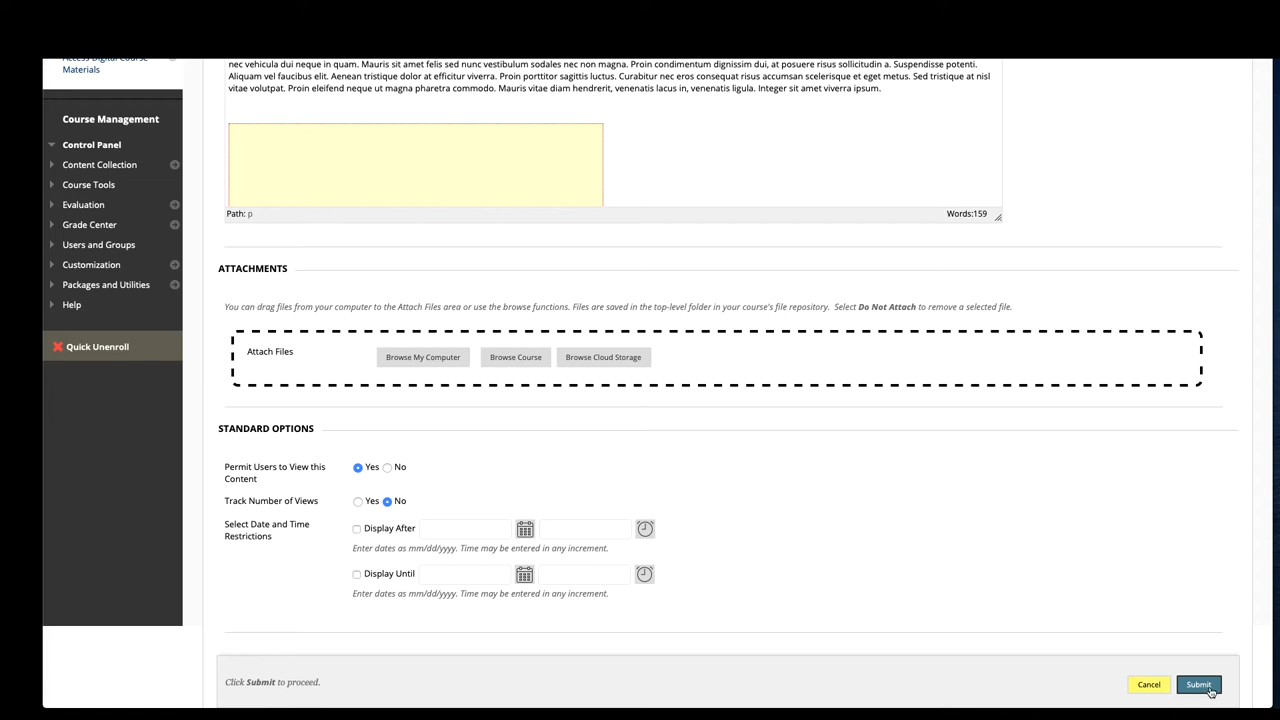 Access Digital Course
Materials
Course Management
Control Panel
Content Collection
Course Tools
Evaluation
Grade Center
Users and Groups
Customization
Packages and Utilities
Help
Quick Unenroll
nec vehicula dui neque in quam. Mauris sit amet felis sed nunc vestibulum sodales nec non magna. Proin condimentum dignissim dui, at posuere risus sollicitudin a. Suspendisse potenti.
Aliquam vel faucibus elit. Aenean tristique dolor at efficitur viverra. Proin porttitor sagittis luctus. Curabitur nec eros consequat risus accumsan scelerisque et eget metus. Sed tristique at nisl
vitae volutpat. Proin eleifend neque ut magna pharetra commodo. Mauris vitae diam hendrerit, venenatis lacus in, venenatis ligula. Integer sit amet viverra ipsum.
Path: p Words:159
ATTACHMENTS
You can drag files from your computer to the Attach Files area or use the browse functions. Files are saved in the top-level folder in your course's file repository. Select Do Not Attach to remove a selected file.
Attach Files Browse My Computer Browse Course Browse Cloud Storage
STANDARD OPTIONS
Permit Users to View this
Content
Yes No
Track Number of Views Yes No
Select Date and Time
Restrictions
Display After
Enter dates as mm/dd/yyyy. Time may be entered in any increment.
Display Until
Enter dates as mm/dd/yyyy. Time may be entered in any increment.
Click Submit to proceed. Cancel Submit